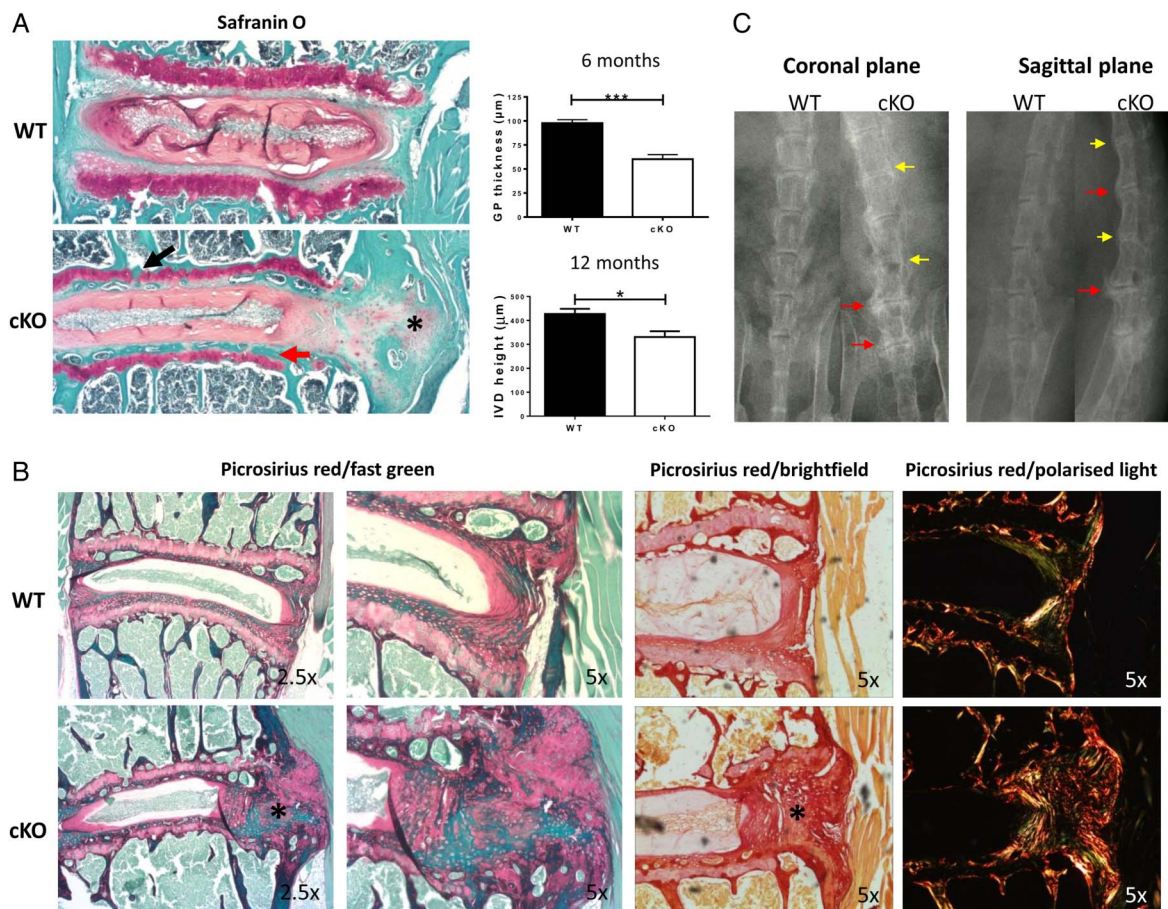 A
Safranin O
WT
cKO
*
6 months
***
GP thickness (µm)
125
100
75
50
25
0
WT
cKO
12 months
*
IVD height (µm)
500
400
300
200
100
0
WT
cKO
C
Coronal plane
Sagittal plane
WT cKO
WT cKO
B
Picrosirius red/fast green
Picrosirius red/brightfield
Picrosirius red/polarised light
WT
2.5x
5x
5x
5x
cKO
*
*
2.5x
5x
5x
5x